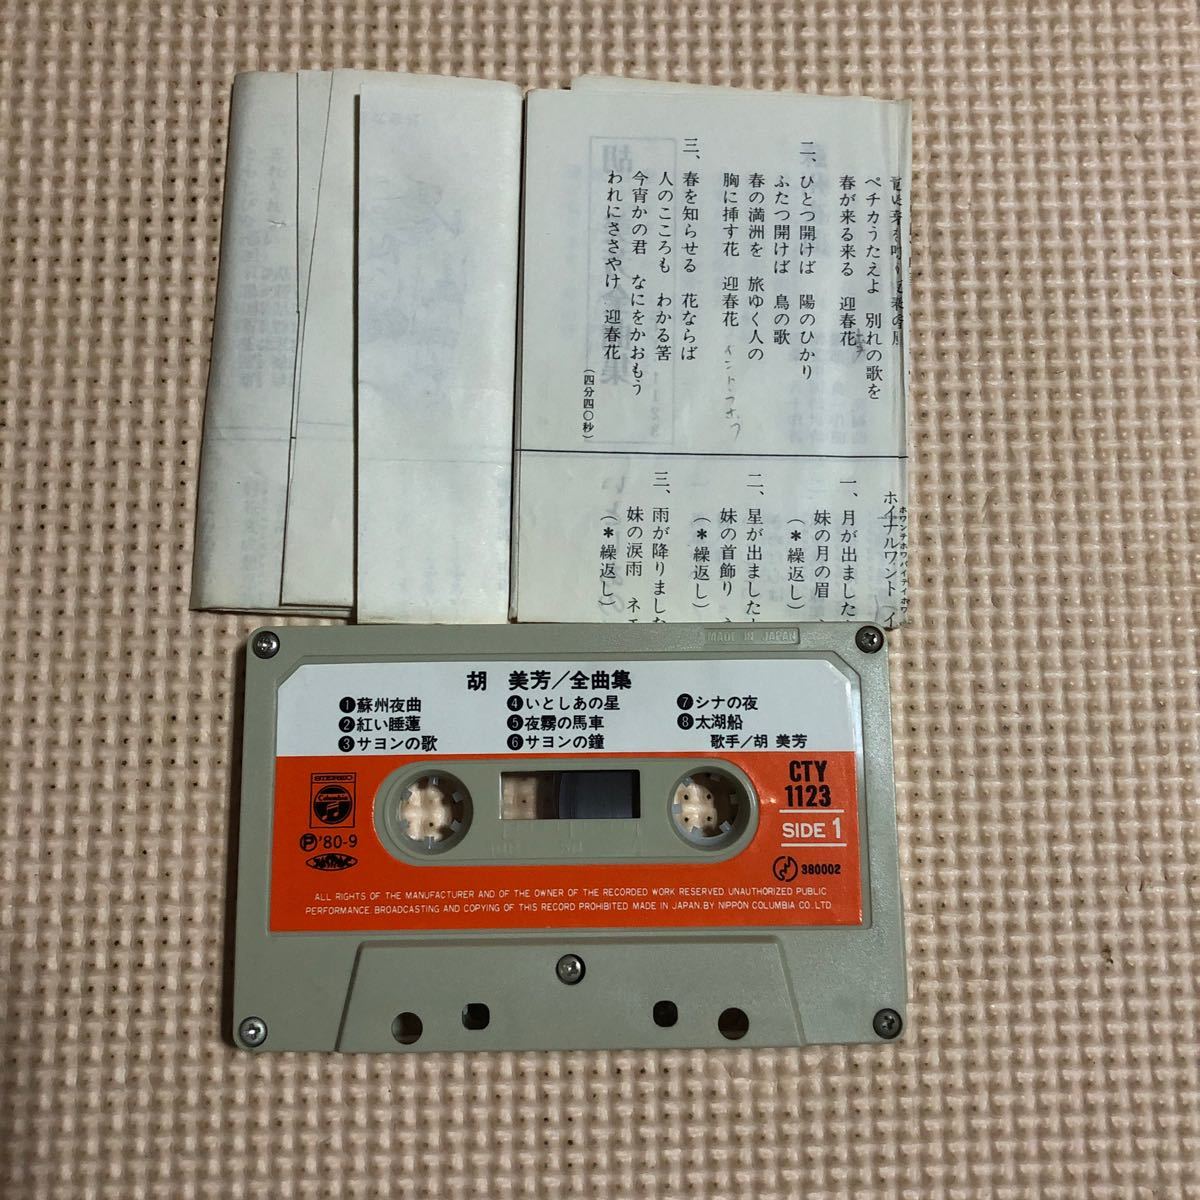 ペチカうたえよ 別れの歌を
春が来る来る 迎春花
二、ひとつ開けば 陽のひかり
ふたつ開けば 鳥の歌
春の満洲を 旅ゆく人の
胸に挿す花 迎春花
三、春を知らせる 花ならば
人のこころも わかる筈
今宵かの君 なにをかおもう
われにささやけ 迎春花
(四分四〇秒)
ホイナルワント
一、月が出ました
妹の月の眉
(*繰返し)
二、星が出ました
妹の首飾り
(*繰返し)
三、雨が降りました
妹の涙雨
(*繰返し)
MADE IN JAPAN
胡 美芳/全曲集
❶蘇州夜曲
❷紅い睡蓮
❸サヨンの歌
❹いとしあの星
❺夜霧の馬車
❻サヨンの鐘
❼シナの夜
❽太湖船
歌手/胡 美芳
STEREO
Columbia
Ⓟ'80-9
JASRAC
CTY
1123
SIDE 1
380002
ALL RIGHTS OF THE MANUFACTURER AND OF THE OWNER OF THE RECORDED WORK RESERVED. UNAUTHORIZED PUBLIC
PERFORMANCE. BROADCASTING AND COPYING OF THIS RECORD PROHIBITED MADE IN JAPAN. BY NIPPON COLUMBIA CO. LTD.